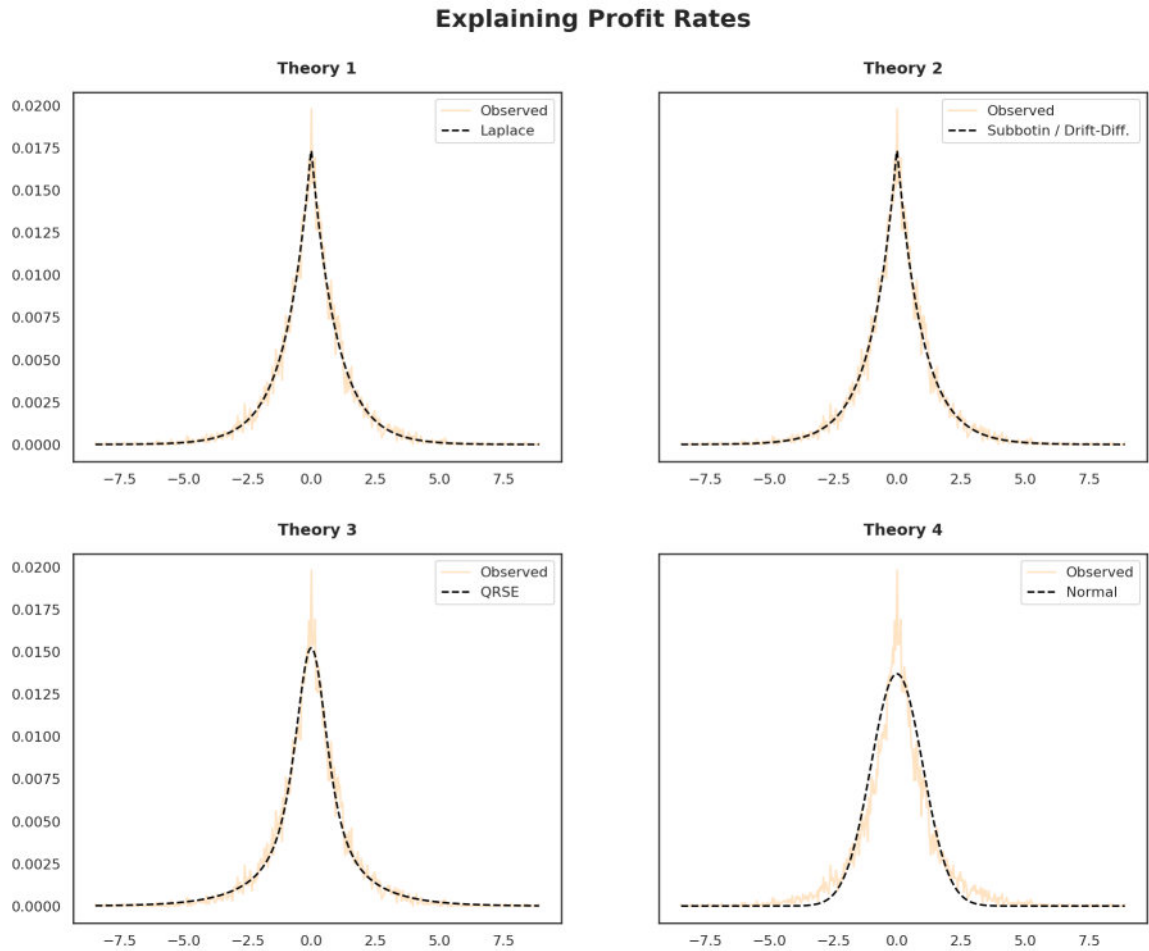 Explaining Profit Rates
Theory 1
Theory 2
0.0200
0.0175
0.0150
0.0125
0.0100
0.0075
0.0050
0.0025
0.0000
Observed
Laplace
Observed
Subbotin / Drift-Diff.
−7.5 −5.0 −2.5 0.0 2.5 5.0 7.5
−7.5 −5.0 −2.5 0.0 2.5 5.0 7.5
Theory 3
Theory 4
0.0200
0.0175
0.0150
0.0125
0.0100
0.0075
0.0050
0.0025
0.0000
Observed
QRSE
Observed
Normal
−7.5 −5.0 −2.5 0.0 2.5 5.0 7.5
−7.5 −5.0 −2.5 0.0 2.5 5.0 7.5